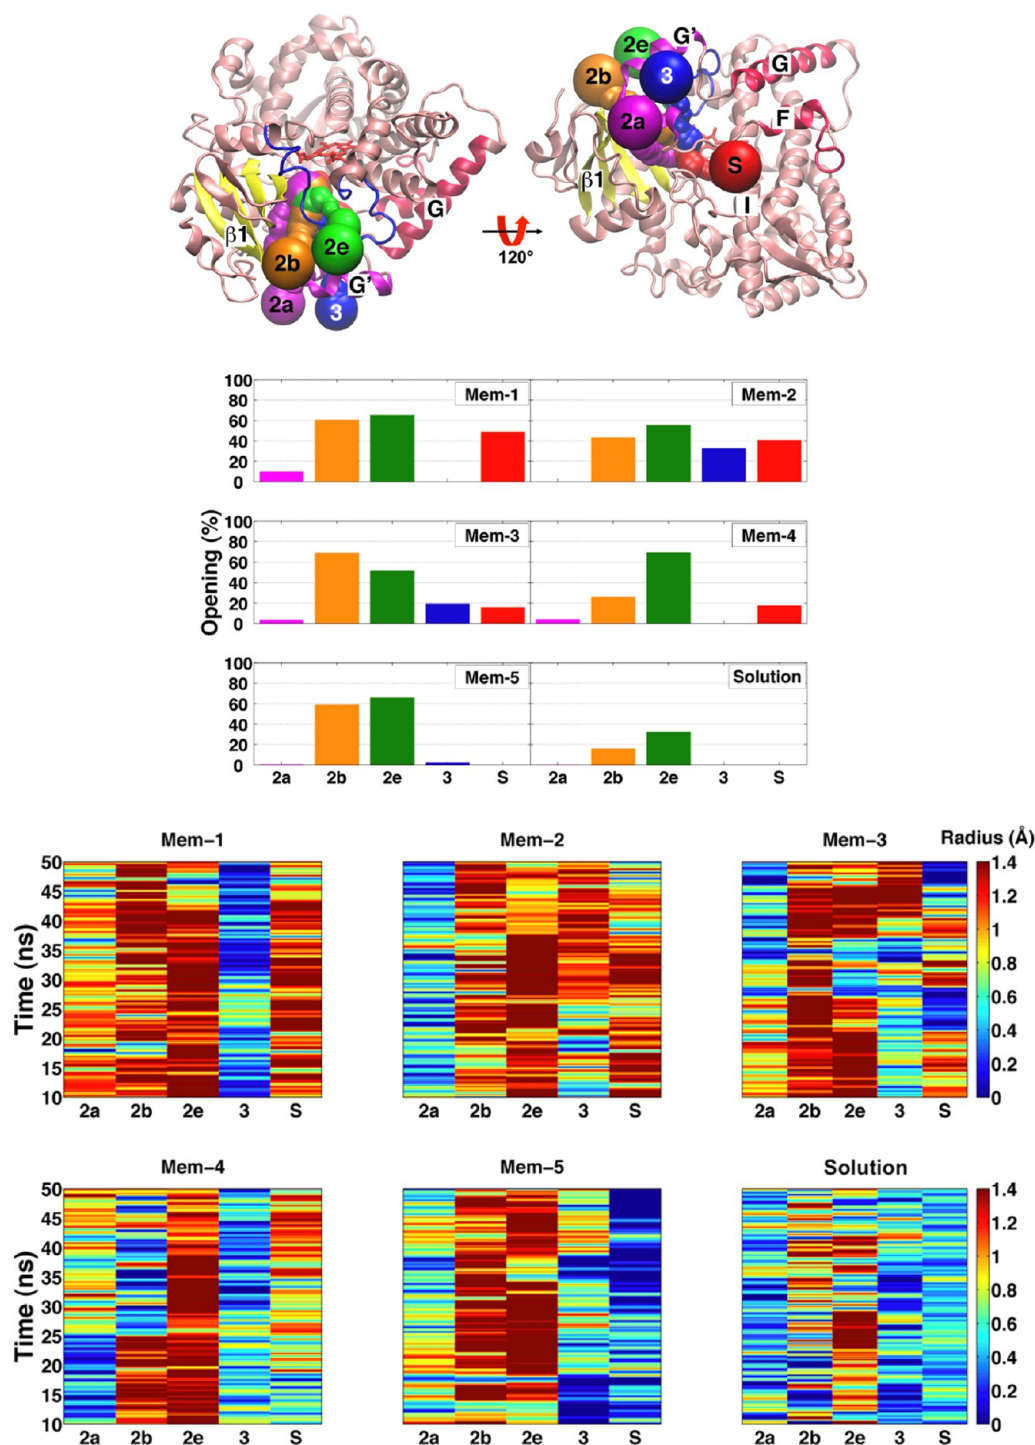 2e G'
2b 3 G
2a F
β1 S
I
G
β1
2b 2e
G'
2a 3
120°
Opening (%)
100 Mem-1 Mem-2
80
60
40
20
0
100 Mem-3 Mem-4
80
60
40
20
0
100 Mem-5 Solution
80
60
40
20
0
2a 2b 2e 3 S 2a 2b 2e 3 S
Mem-1 Mem-2 Mem-3 Radius (Å)
Time (ns)
50 1.4
45 1.2
40 1
35 0.8
30 0.6
25 0.4
20 0.2
15 0
10
2a 2b 2e 3 S 2a 2b 2e 3 S 2a 2b 2e 3 S
Mem-4 Mem-5 Solution
Time (ns)
50 1.4
45 1.2
40 1
35 0.8
30 0.6
25 0.4
20 0.2
15 0
10
2a 2b 2e 3 S 2a 2b 2e 3 S 2a 2b 2e 3 S